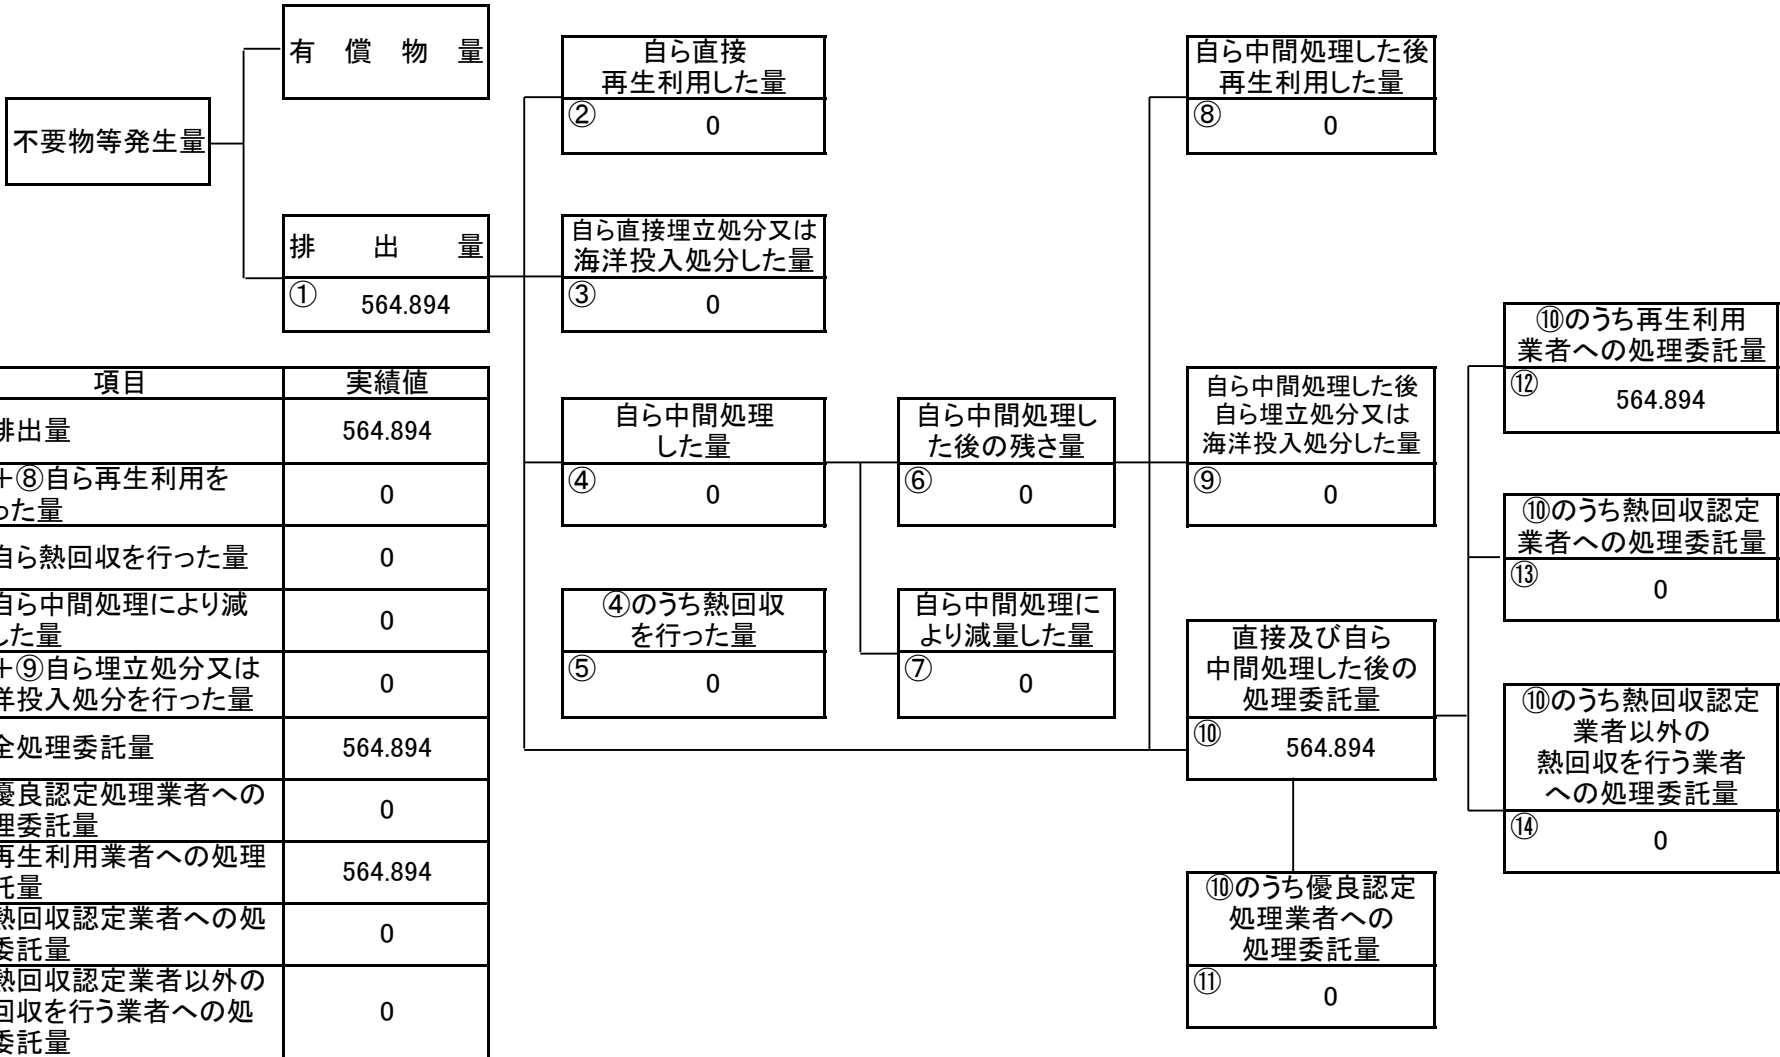 有 償 物 量
不要物等発生量
排 出 量
① 564.894
自ら直接
再生利用した量
② 0
自ら直接埋立処分又は
海洋投入処分した量
③ 0
自ら中間処理
した量
④ 0
④のうち熱回収
を行った量
⑤ 0
自ら中間処理し
た後の残さ量
⑥ 0
自ら中間処理に
より減量した量
⑦ 0
自ら中間処理した後
再生利用した量
⑧ 0
自ら中間処理した後
自ら埋立処分又は
海洋投入処分した量
⑨ 0
直接及び自ら
中間処理した後の
処理委託量
⑩ 564.894
⑩のうち優良認定
処理業者への
処理委託量
⑪ 0
⑩のうち再生利用
業者への処理委託量
⑫ 564.894
⑩のうち熱回収認定
業者への処理委託量
⑬ 0
⑩のうち熱回収認定
業者以外の
熱回収を行う業者
への処理委託量
⑭ 0
項目 実績値
排出量 564.894
+⑧自ら再生利用を
った量 0
自ら熱回収を行った量 0
自ら中間処理により減
した量 0
+⑨自ら埋立処分又は
洋投入処分を行った量 0
全処理委託量 564.894
優良認定処理業者への
理委託量 0
再生利用業者への処理
託量 564.894
熱回収認定業者への処
委託量 0
熱回収認定業者以外の
回収を行う業者への処
委託量 0